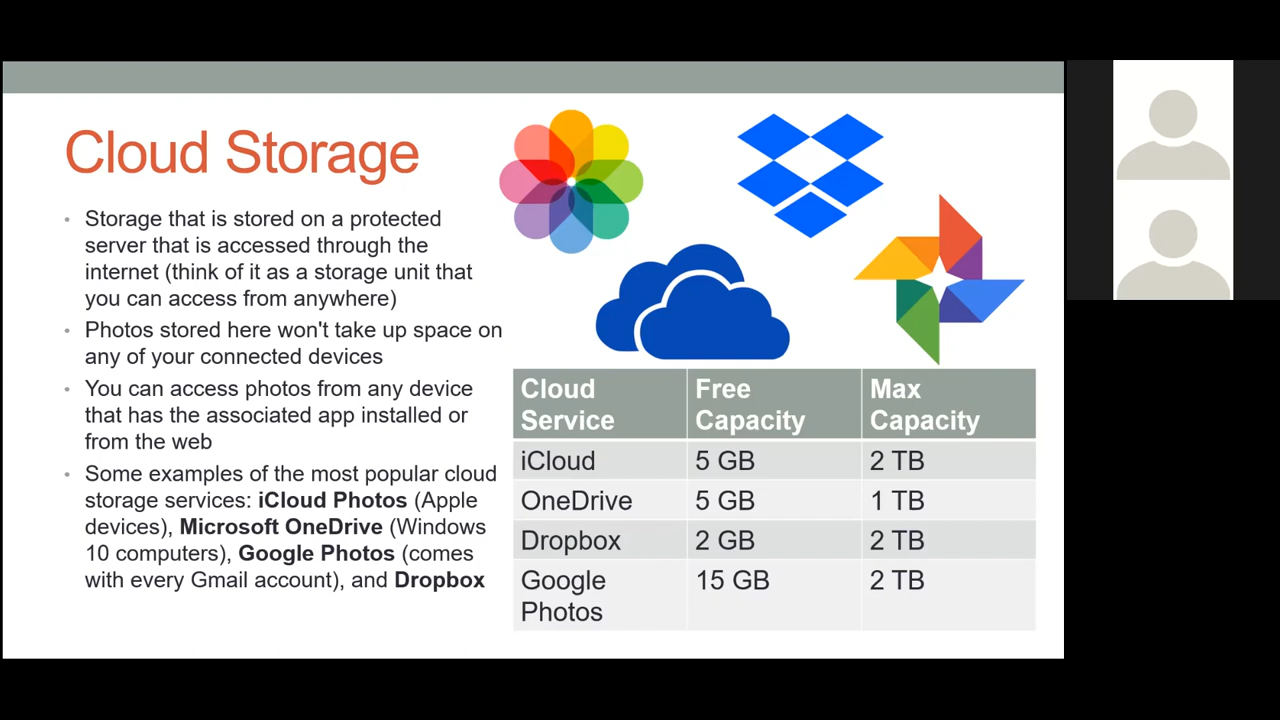 Cloud Storage
• Storage that is stored on a protected
server that is accessed through the
internet (think of it as a storage unit that
you can access from anywhere)
• Photos stored here won't take up space on
any of your connected devices
• You can access photos from any device
that has the associated app installed or
from the web
• Some examples of the most popular cloud
storage services: iCloud Photos (Apple
devices), Microsoft OneDrive (Windows
10 computers), Google Photos (comes
with every Gmail account), and Dropbox
Cloud Service Free Capacity Max Capacity
iCloud 5 GB 2 TB
OneDrive 5 GB 1 TB
Dropbox 2 GB 2 TB
Google Photos 15 GB 2 TB